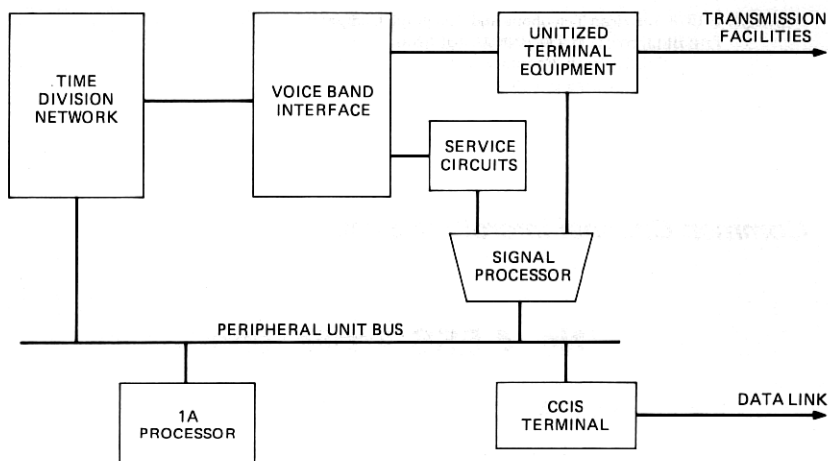 TRANSMISSION
FACILITIES
UNITIZED
TERMINAL
EQUIPMENT
TIME
DIVISION
NETWORK
VOICE BAND
INTERFACE
SERVICE
CIRCUITS
SIGNAL
PROCESSOR
PERIPHERAL UNIT BUS
1A
PROCESSOR
CCIS
TERMINAL
DATA LINK